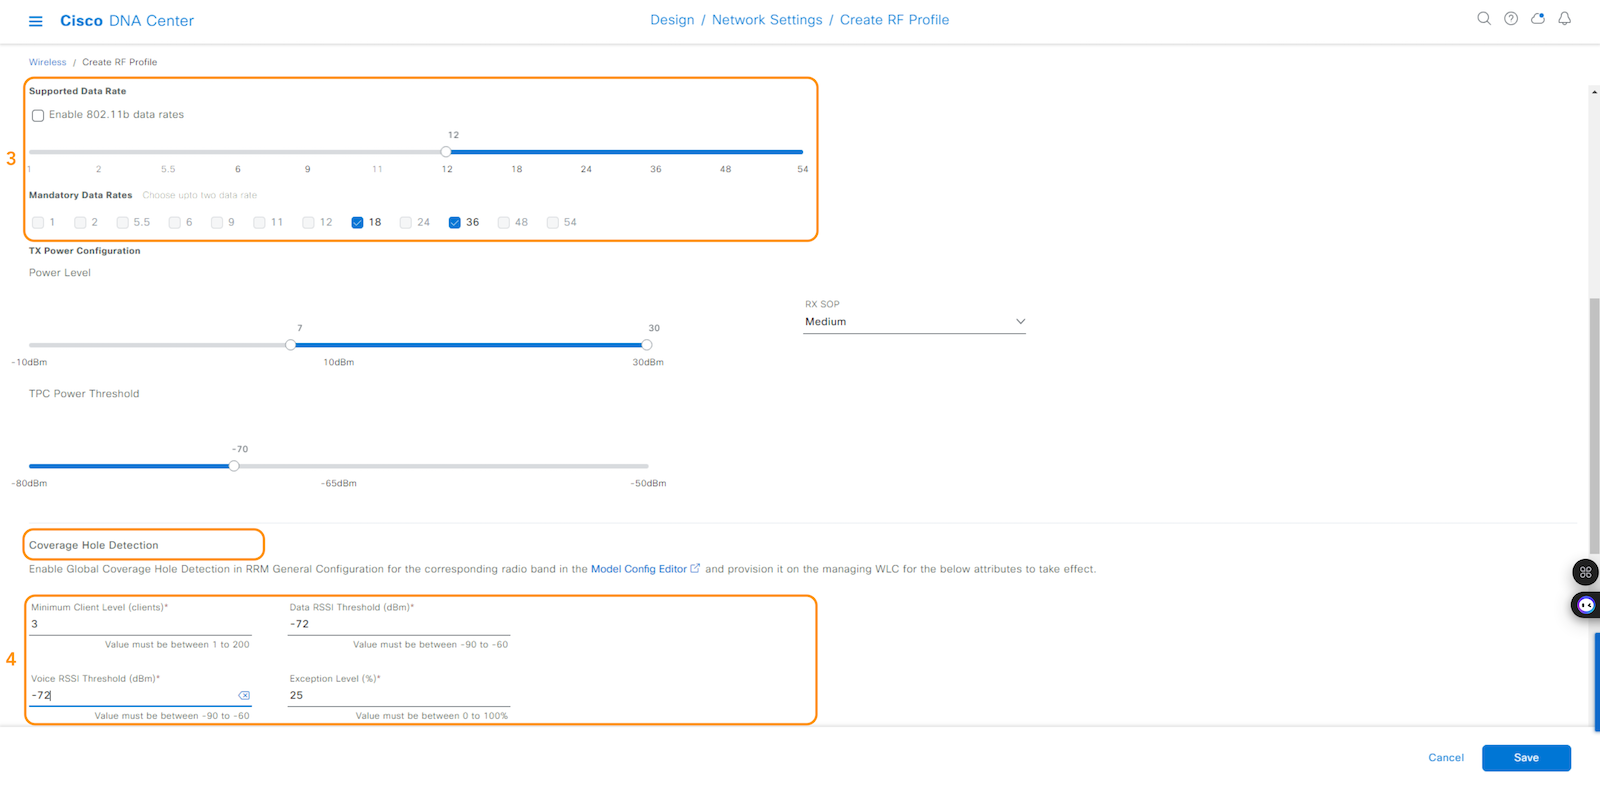 Cisco DNA Center
Design / Network Settings / Create RF Profile
Wireless / Create RF Profile
Supported Data Rate
Enable 802.11b data rates
12
3
1 2 5.5 6 9 11 12 18 24 36 48 54
Mandatory Data Rates Choose upto two data rate
1 2 5.5 6 9 11 12 18 24 36 48 54
TX Power Configuration
Power Level
RX SOP
Medium
7 30
-10dBm 10dBm 30dBm
TPC Power Threshold
-70
-80dBm -65dBm -50dBm
Coverage Hole Detection
Enable Global Coverage Hole Detection in RRM General Configuration for the corresponding radio band in the Model Config Editor and provision it on the managing WLC for the below attributes to take effect.
Minimum Client Level (clients)* Data RSSI Threshold (dBm)*
3 -72
Value must be between 1 to 200 Value must be between -90 to -60
4
Voice RSSI Threshold (dBm)* Exception Level (%)*
-72 25
Value must be between -90 to -60 Value must be between 0 to 100%
Cancel Save